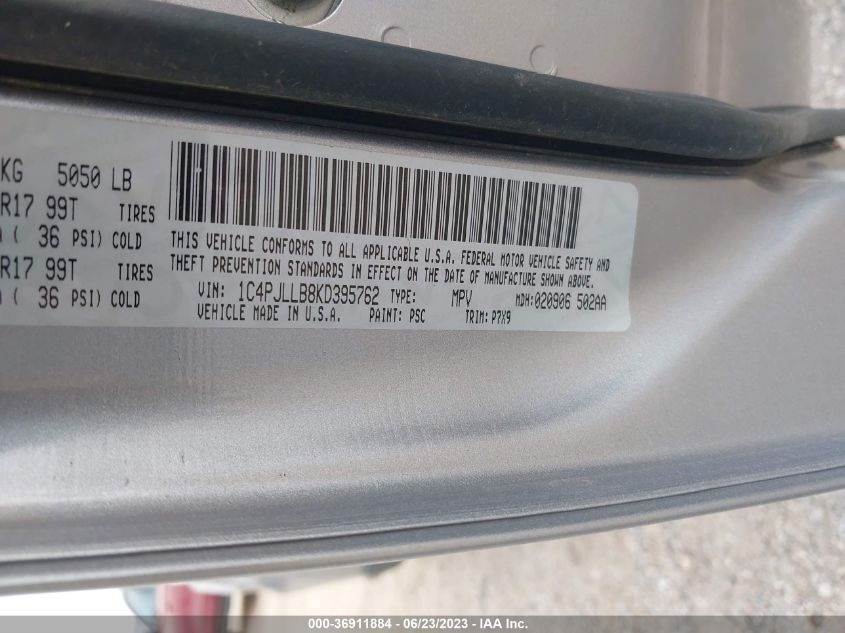 KG 5050 LB
R17 99T TIRES
( 36 PSI) COLD
R17 99T TIRES
( 36 PSI) COLD
THIS VEHICLE CONFORMS TO ALL APPLICABLE U.S.A. FEDERAL MOTOR VEHICLE SAFETY AND
THEFT PREVENTION STANDARDS IN EFFECT ON THE DATE OF MANUFACTURE SHOWN ABOVE.
VIN: 1C4PJLLB8KD395762 TYPE: MPV MDH:020906 502AA
VEHICLE MADE IN U.S.A. PAINT: PSC TRIM: P7X9
000-36911884 - 06/23/2023 - IAA Inc.